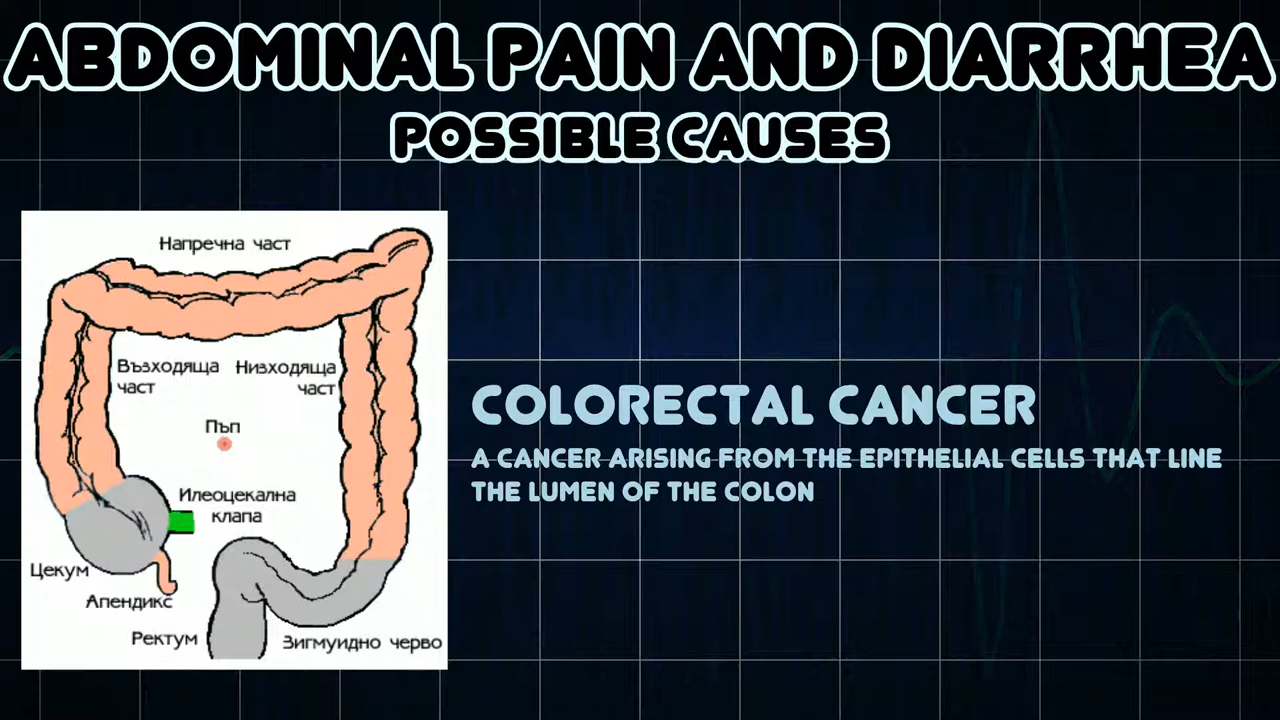 ABDOMINAL PAIN AND DIARRHEA
POSSIBLE CAUSES
Напречна част
Възходяща
част
Низходяща
част
Пъп
Илеоцекална
клапа
Цекум
Апендикс
Ректум
Зигмуидно черво
COLORECTAL CANCER
A CANCER ARISING FROM THE EPITHELIAL CELLS THAT LINE
THE LUMEN OF THE COLON